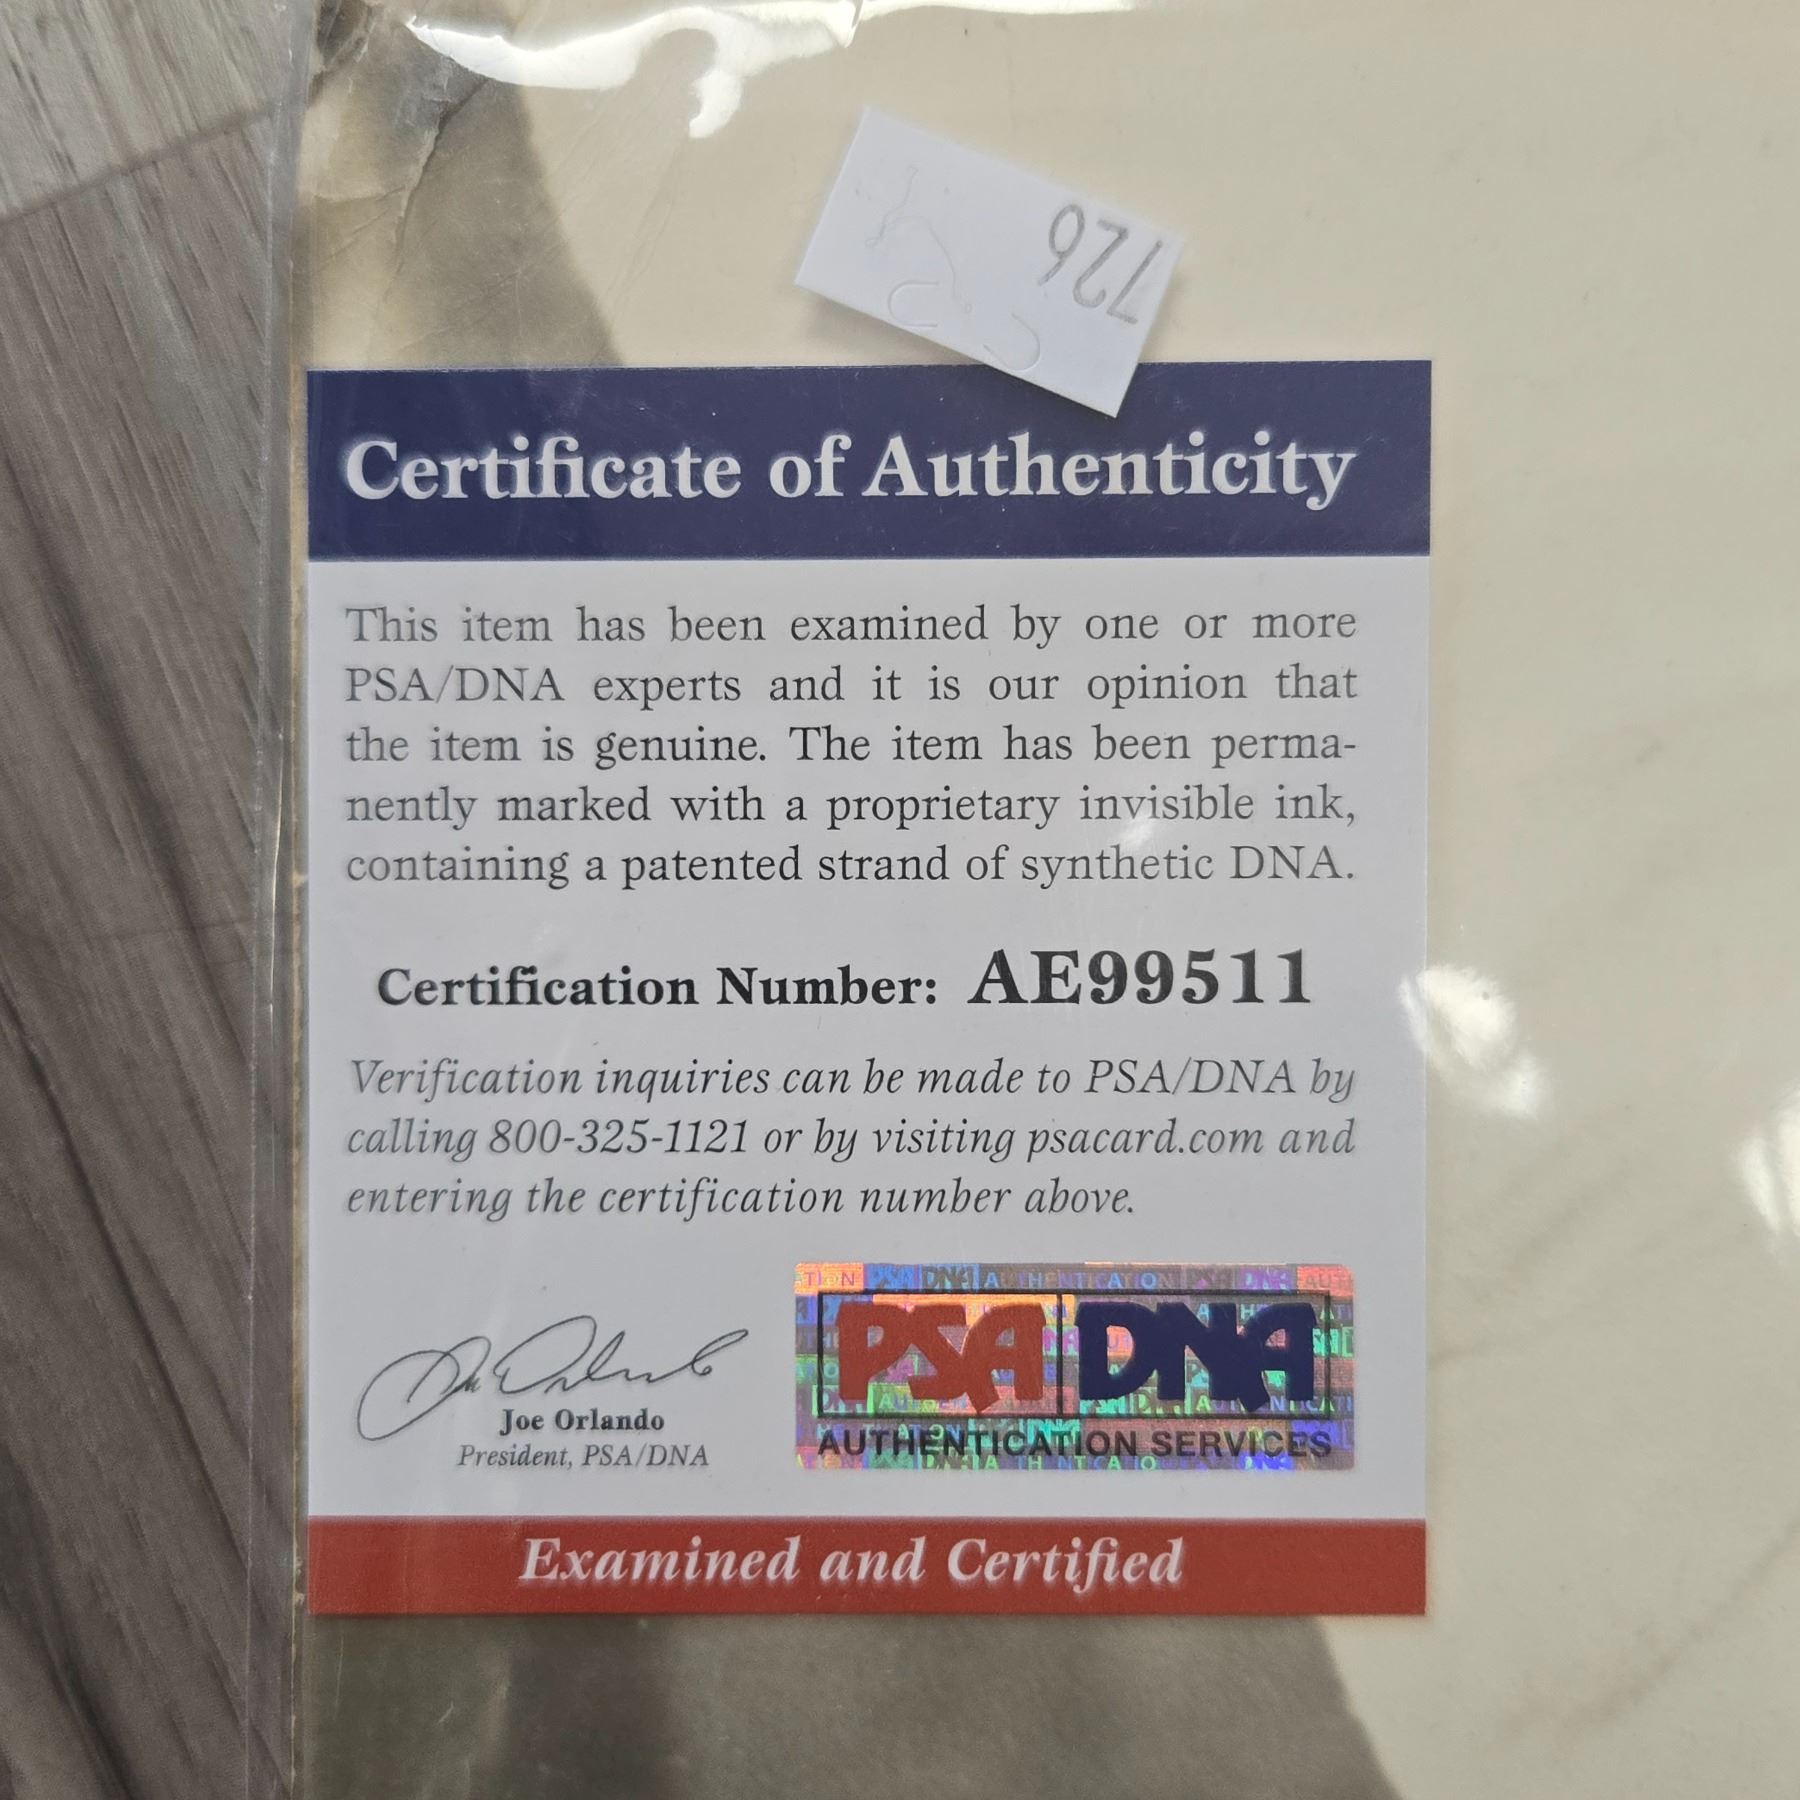 726
Certificate of Authenticity
This item has been examined by one or more
PSA/DNA experts and it is our opinion that
the item is genuine. The item has been perma-
nently marked with a proprietary invisible ink,
containing a patented strand of synthetic DNA.
Certification Number: AE99511
Verification inquiries can be made to PSA/DNA by
calling 800-325-1121 or by visiting psacard.com and
entering the certification number above.
Joe Orlando
President, PSA/DNA
PSA DNA
AUTHENTICATION SERVICES
Examined and Certified